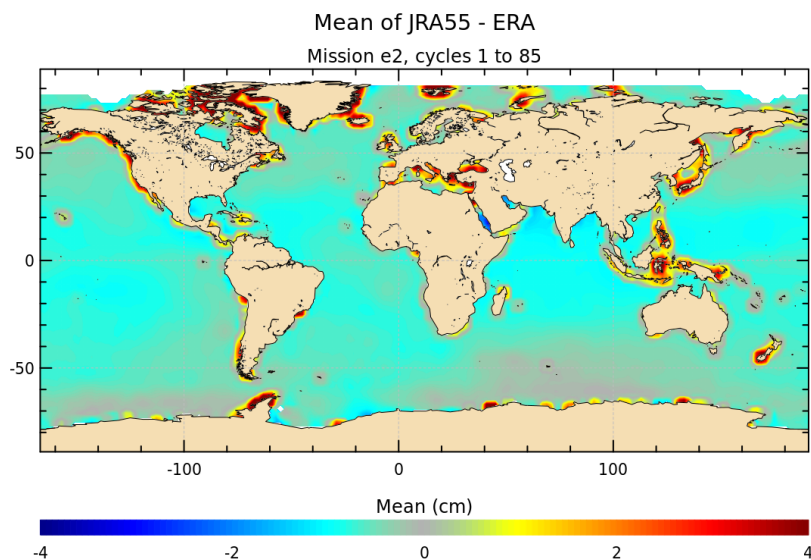 Mean of JRA55 - ERA
Mission e2, cycles 1 to 85
50
0
-50
-100 0 100
Mean (cm)
-4 -2 0 2 4